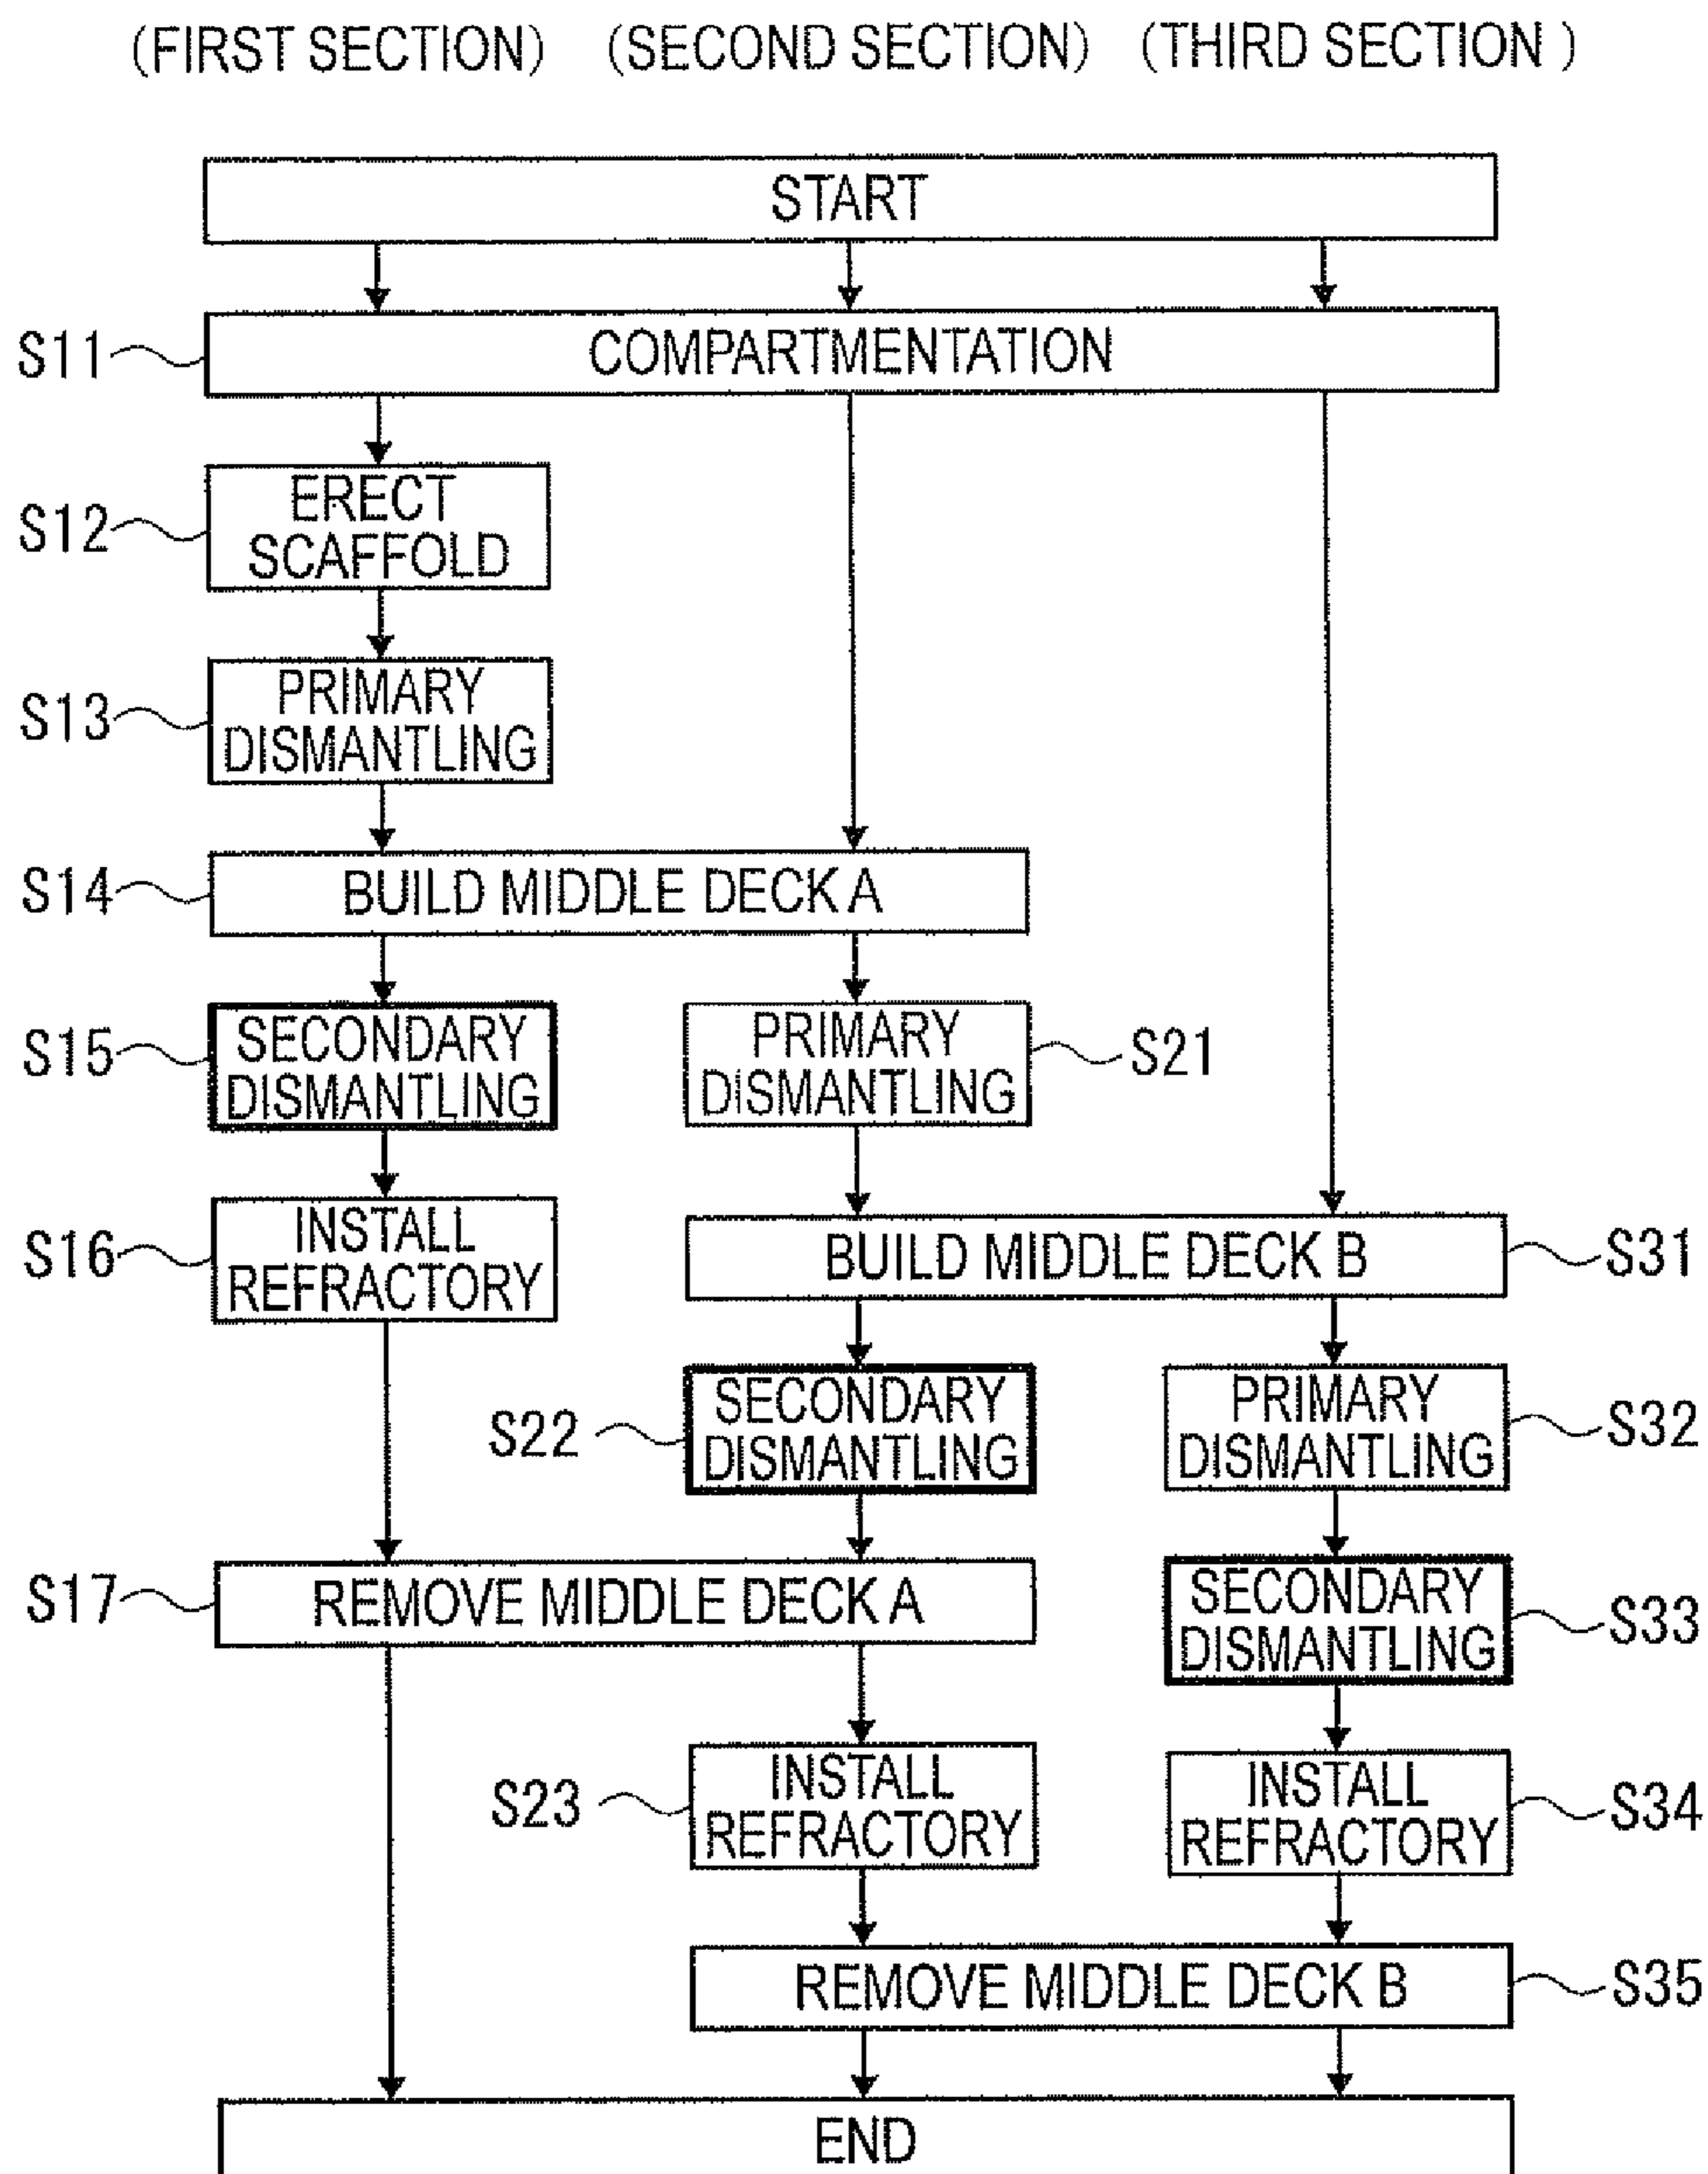 (FIRST SECTION) (SECOND SECTION) (THIRD SECTION )
START
S11
COMPARTMENTATION
S12
ERECT
SCAFFOLD
S13
PRIMARY
DISMANTLING
S14
BUILD MIDDLE DECK A
S15
SECONDARY
DISMANTLING
PRIMARY
DISMANTLING
S21
S16
INSTALL
REFRACTORY
BUILD MIDDLE DECK B
S31
S22
SECONDARY
DISMANTLING
PRIMARY
DISMANTLING
S32
S17
REMOVE MIDDLE DECK A
SECONDARY
DISMANTLING
S33
S23
INSTALL
REFRACTORY
INSTALL
REFRACTORY
S34
REMOVE MIDDLE DECK B
S35
END